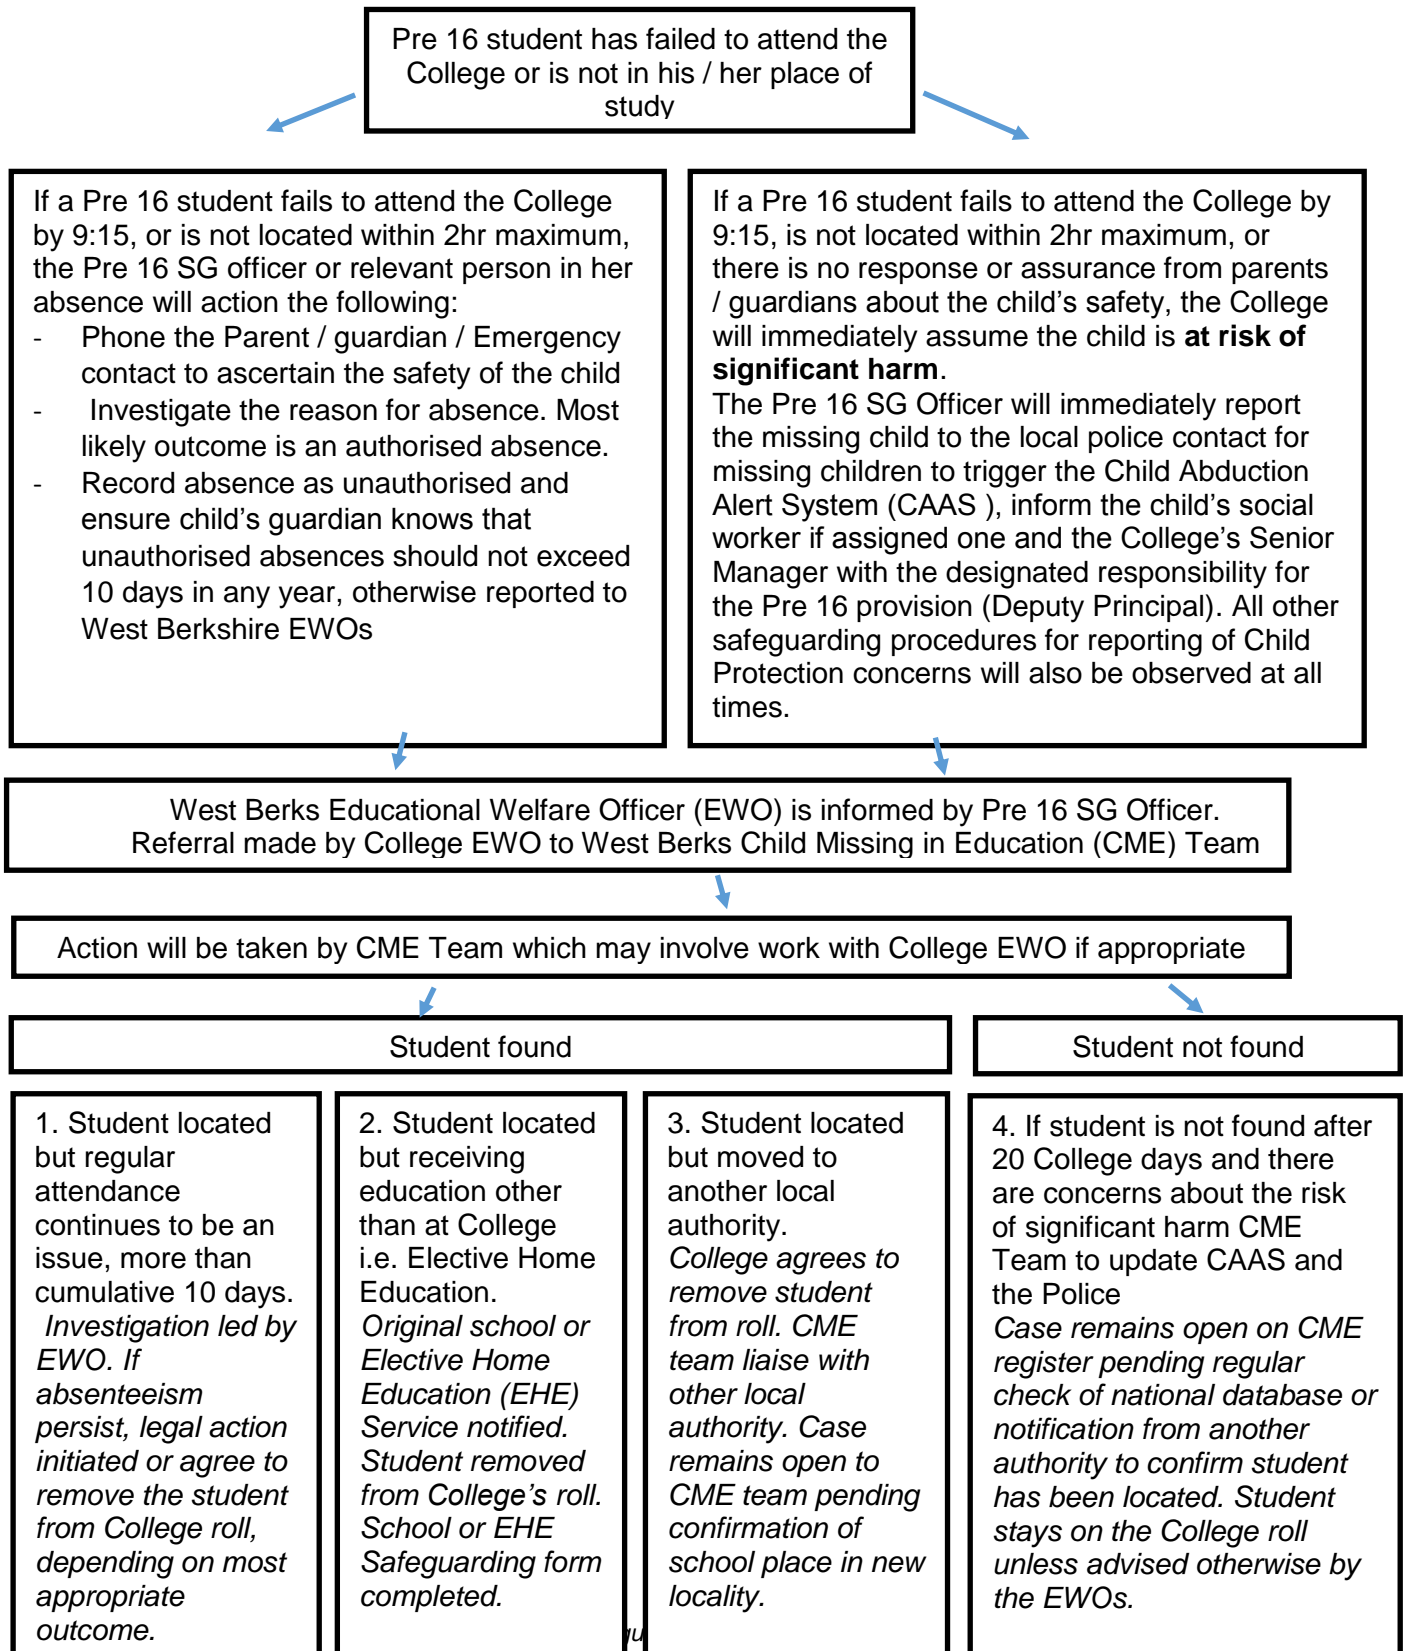 Pre 16 student has failed to attend the
College or is not in his / her place of
study
If a Pre 16 student fails to attend the College
by 9:15, or is not located within 2hr maximum,
the Pre 16 SG officer or relevant person in her
absence will action the following:
- Phone the Parent / guardian / Emergency
contact to ascertain the safety of the child
- Investigate the reason for absence. Most
likely outcome is an authorised absence.
- Record absence as unauthorised and
ensure child's guardian knows that
unauthorised absences should not exceed
10 days in any year, otherwise reported to
West Berkshire EWOs
If a Pre 16 student fails to attend the College by
9:15, is not located within 2hr maximum, or
there is no response or assurance from parents
/ guardians about the child's safety, the College
will immediately assume the child is at risk of
significant harm.
The Pre 16 SG Officer will immediately report
the missing child to the local police contact for
missing children to trigger the Child Abduction
Alert System (CAAS ), inform the child's social
worker if assigned one and the College's Senior
Manager with the designated responsibility for
the Pre 16 provision (Deputy Principal). All other
safeguarding procedures for reporting of Child
Protection concerns will also be observed at all
times.
West Berks Educational Welfare Officer (EWO) is informed by Pre 16 SG Officer.
Referral made by College EWO to West Berks Child Missing in Education (CME) Team
Action will be taken by CME Team which may involve work with College EWO if appropriate
Student found
Student not found
1. Student located
but regular
attendance
continues to be an
issue, more than
cumulative 10 days.
Investigation led by
EWO. If
absenteeism
persist, legal action
initiated or agree to
remove the student
from College roll,
depending on most
appropriate
outcome.
2. Student located
but receiving
education other
than at College
i.e. Elective Home
Education.
Original school or
Elective Home
Education (EHE)
Service notified.
Student removed
from College's roll.
School or EHE
Safeguarding form
completed.
3. Student located
but moved to
another local
authority.
College agrees to
remove student
from roll. CME
team liaise with
other local
authority. Case
remains open to
CME team pending
confirmation of
school place in new
locality.
4. If student is not found after
20 College days and there
are concerns about the risk
of significant harm CME
Team to update CAAS and
the Police
Case remains open on CME
register pending regular
check of national database or
notification from another
authority to confirm student
has been located. Student
stays on the College roll
unless advised otherwise by
the EWOs.